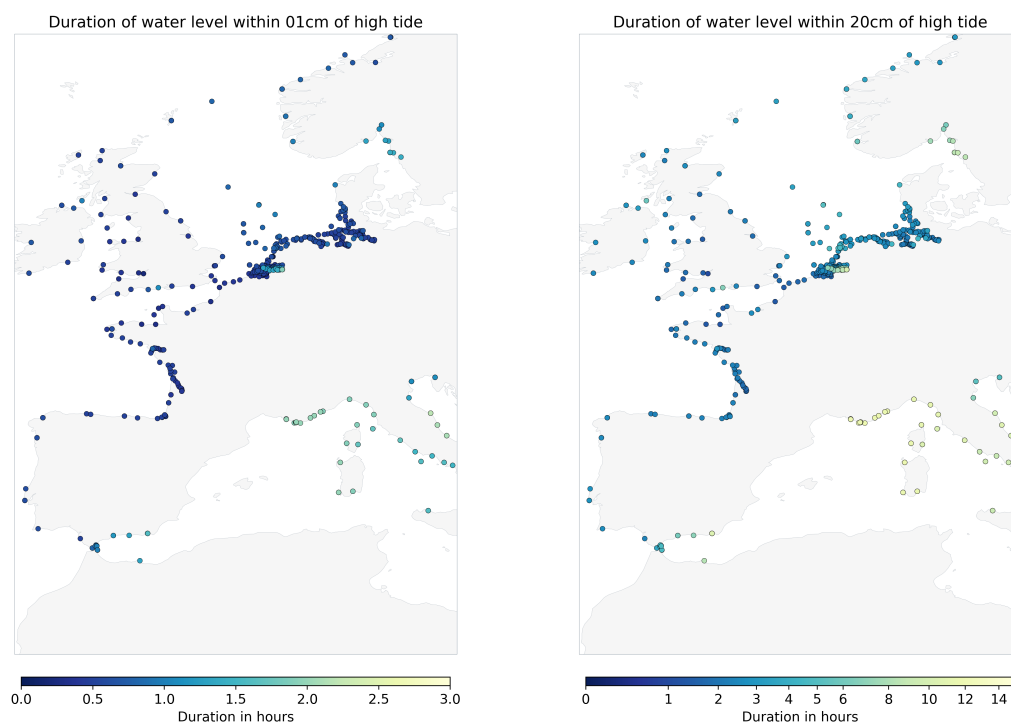 Duration of water level within 01cm of high tide
Duration of water level within 20cm of high tide
0.0 0.5 1.0 1.5 2.0 2.5 3.0
Duration in hours
0 1 2 3 4 5 6 8 10 12 14
Duration in hours